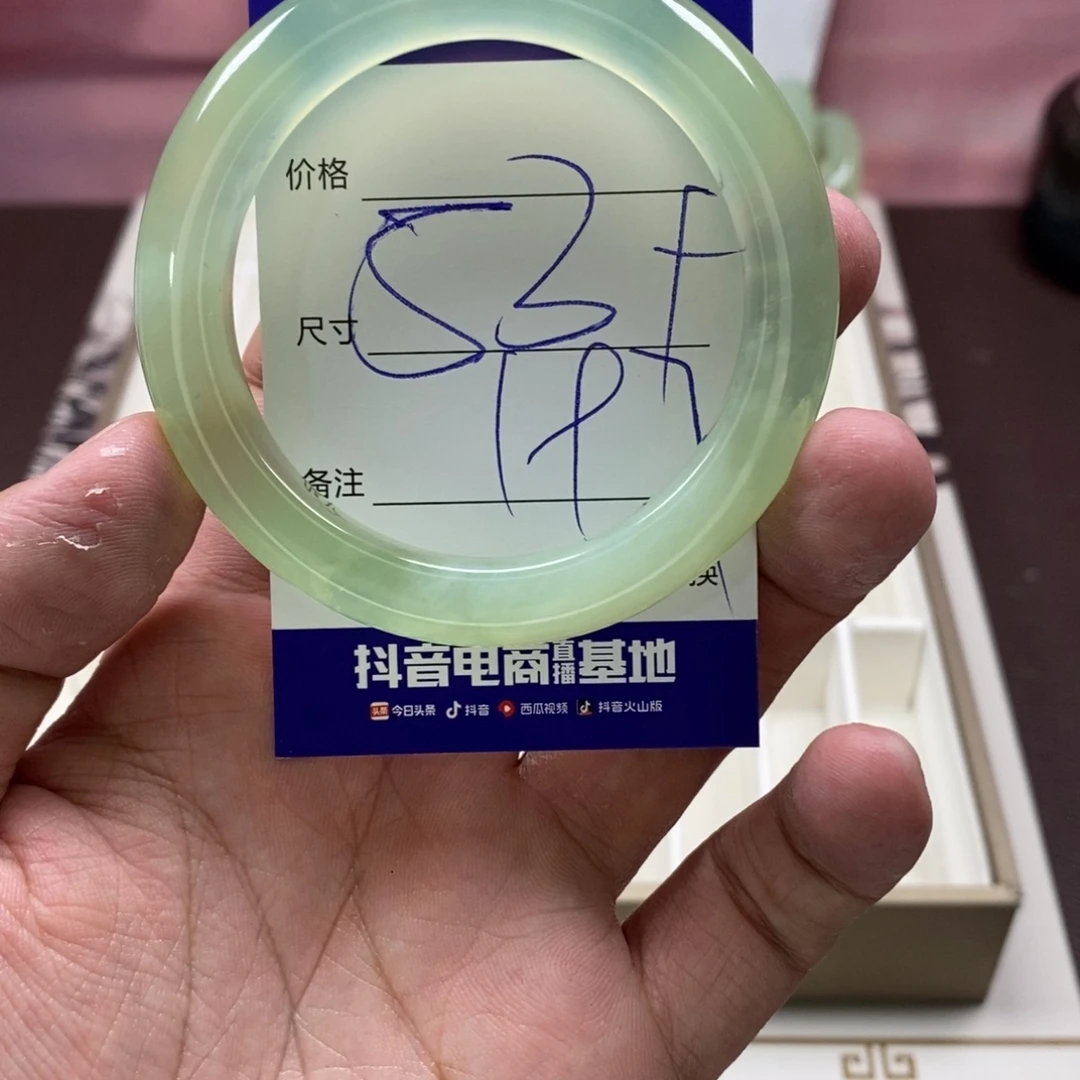 价格
尺寸
备注
换
抖音电商直播基地
今日头条 抖音 西瓜视频 抖音火山版